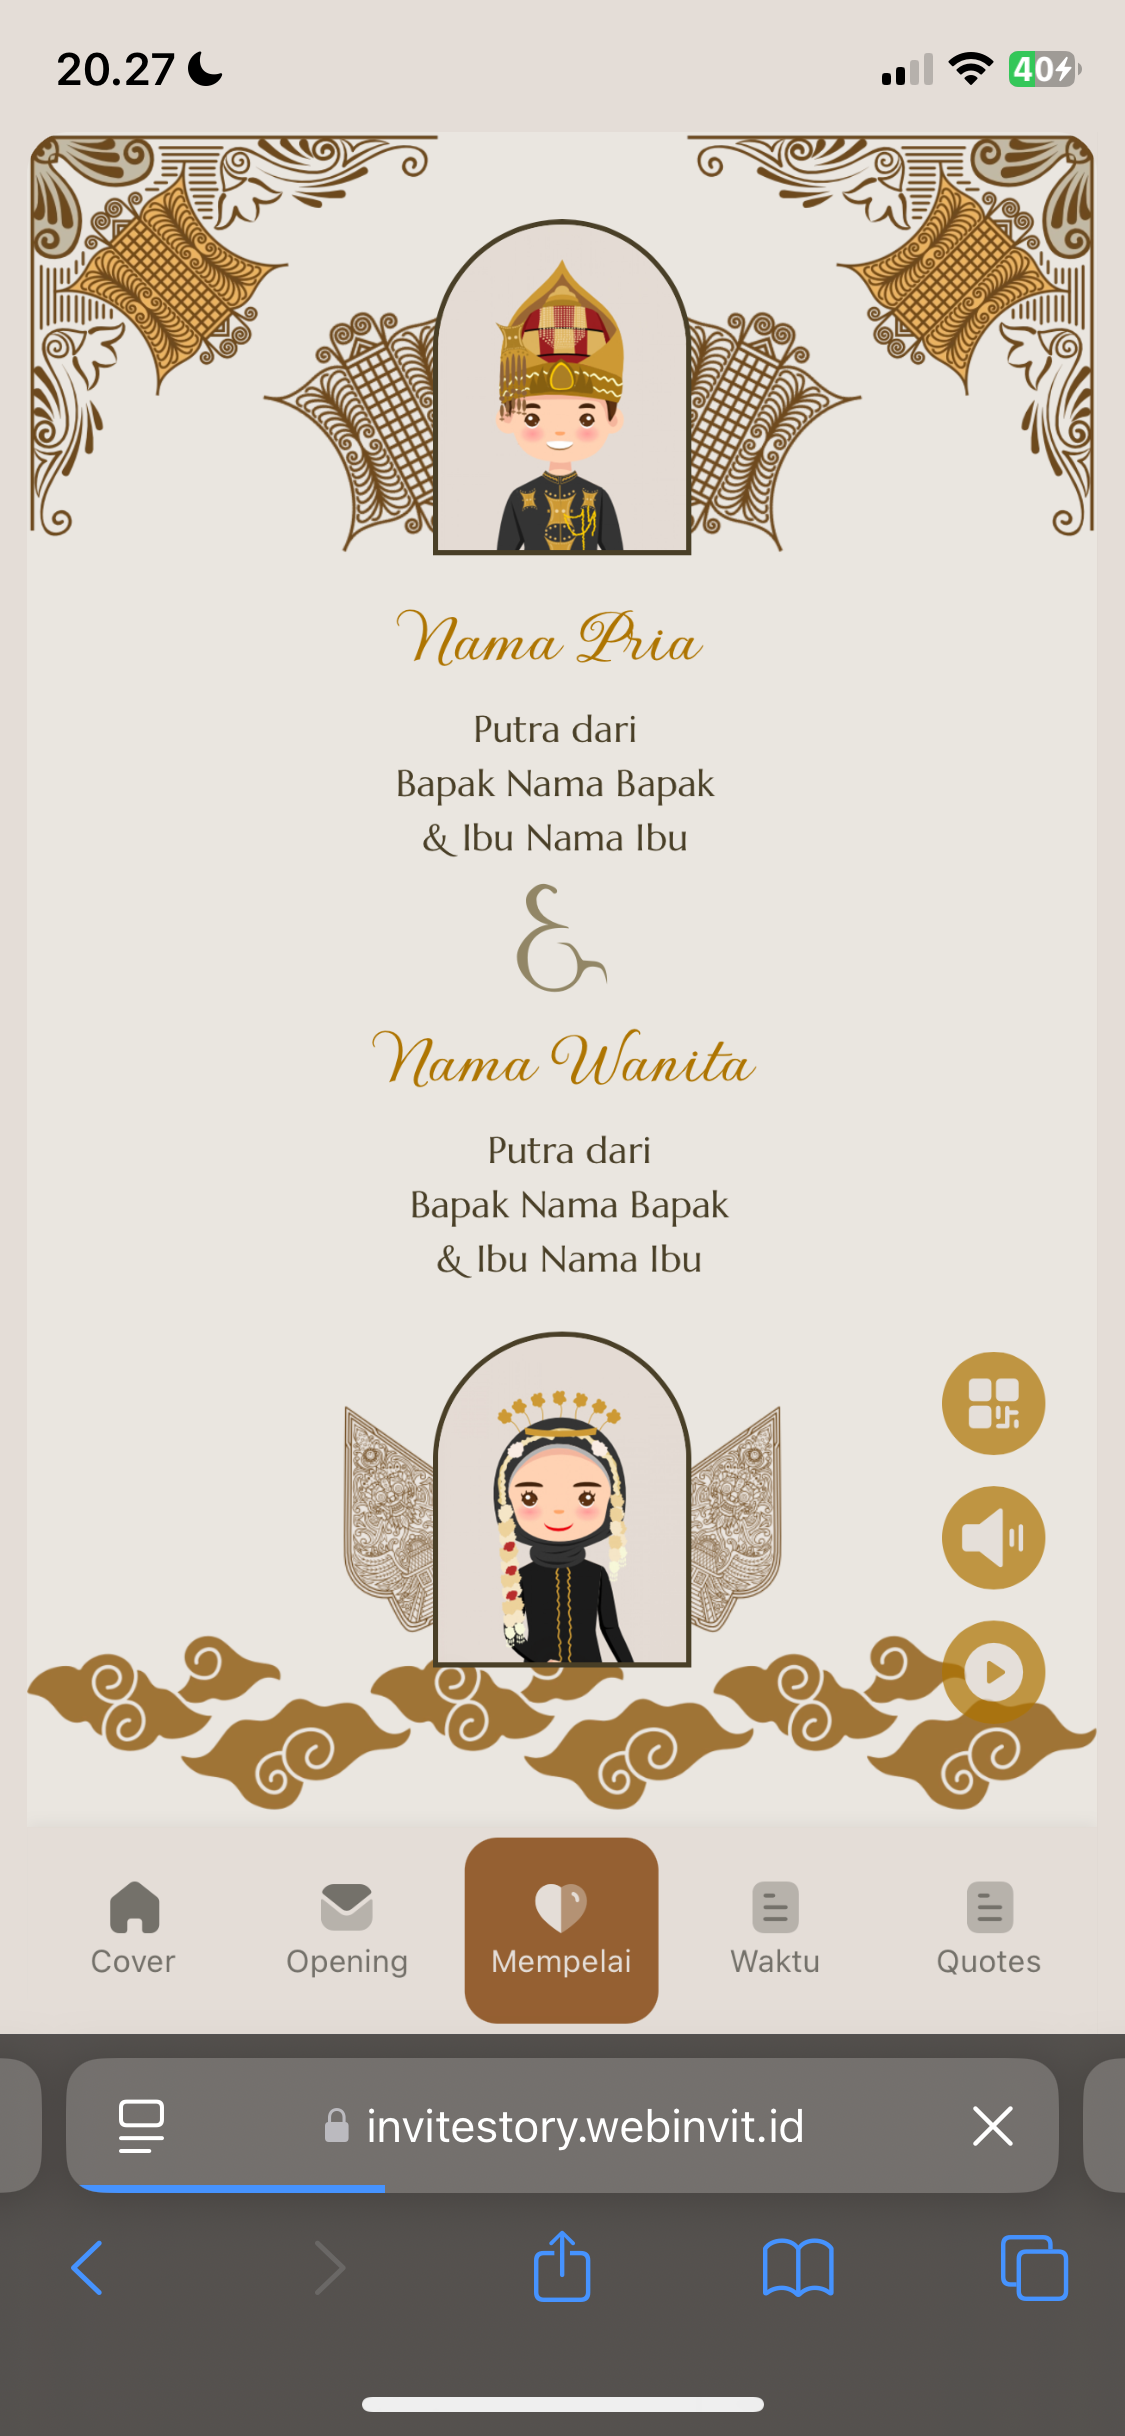 20.27
40
Nama Pria
Putra dari
Bapak Nama Bapak
& Ibu Nama Ibu
&
Nama Wanita
Putra dari
Bapak Nama Bapak
& Ibu Nama Ibu
Cover
Opening
Mempelai
Waktu
Quotes
invitestory.webinvit.id